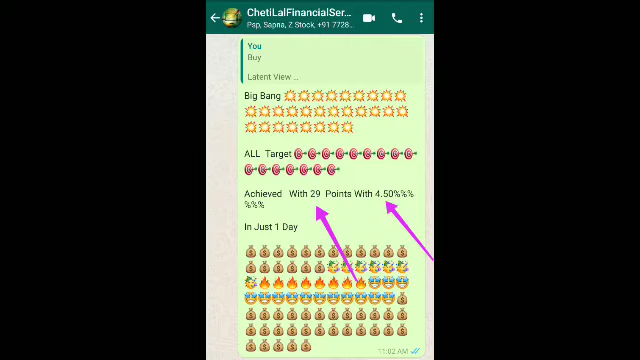 ChetiLalFinancialSer...
Psp, Sapna, Z Stock, +91 7728...
You
Buy
Latent View ..
Big Bang 💥💥💥💥💥💥💥💥💥
💥💥💥💥💥💥💥💥💥💥💥💥
💥💥💥💥💥💥💥💥
ALL Target 🎯🎯🎯🎯🎯🎯🎯🎯🎯
🎯🎯🎯🎯🎯🎯🎯
Achieved With 29 Points With 4.50%%%
%%%
In Just 1 Day
💰💰💰💰💰💰💰💰💰💰💰💰
💰💰💰💰💰💰🥳🥳🥳🥳🥳🥳
🥳🔥🔥🔥🔥🔥🔥🔥🔥🤩🤩🤩
🤩🤩🤩🤩🤩🤩🤩🤩🤩🤩🤩💰
💰💰💰💰💰💰💰💰💰💰💰💰
💰💰💰💰💰💰💰💰💰💰💰💰
💰💰💰💰💰
11:02 AM